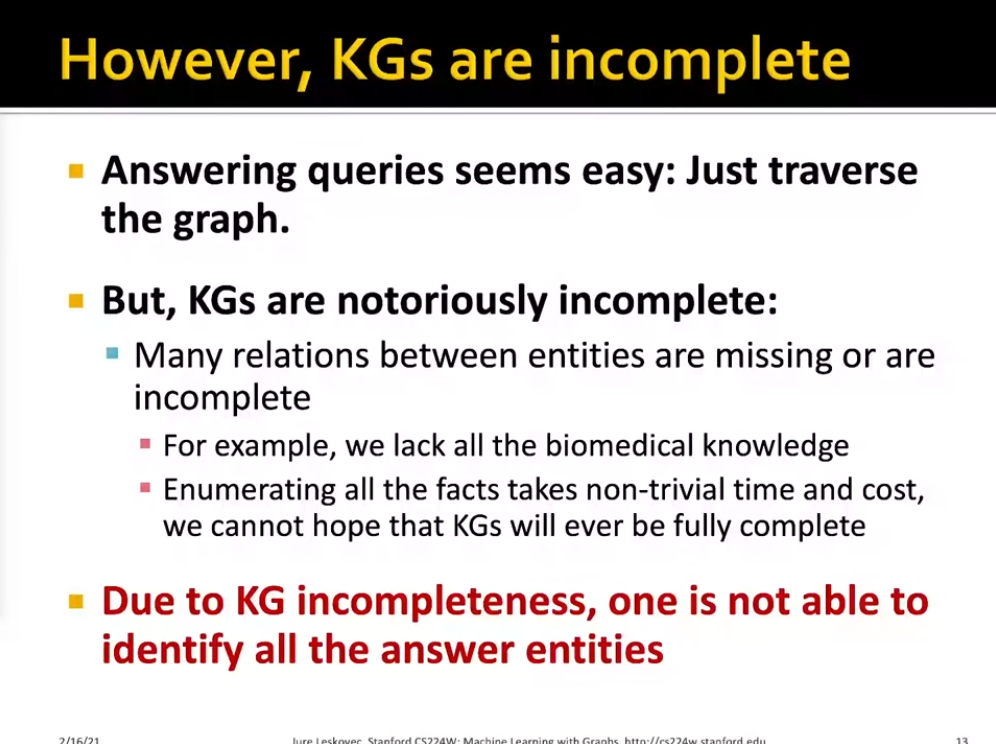 However, KGs are incomplete
Answering queries seems easy: Just traverse
the graph.
But, KGs are notoriously incomplete:
Many relations between entities are missing or are
incomplete
For example, we lack all the biomedical knowledge
Enumerating all the facts takes non-trivial time and cost,
we cannot hope that KGs will ever be fully complete
Due to KG incompleteness, one is not able to
identify all the answer entities
2/16/21 Jure Leskovec, Stanford CS224W: Machine Learning with Graphs, http://cs224w.stanford.edu 13